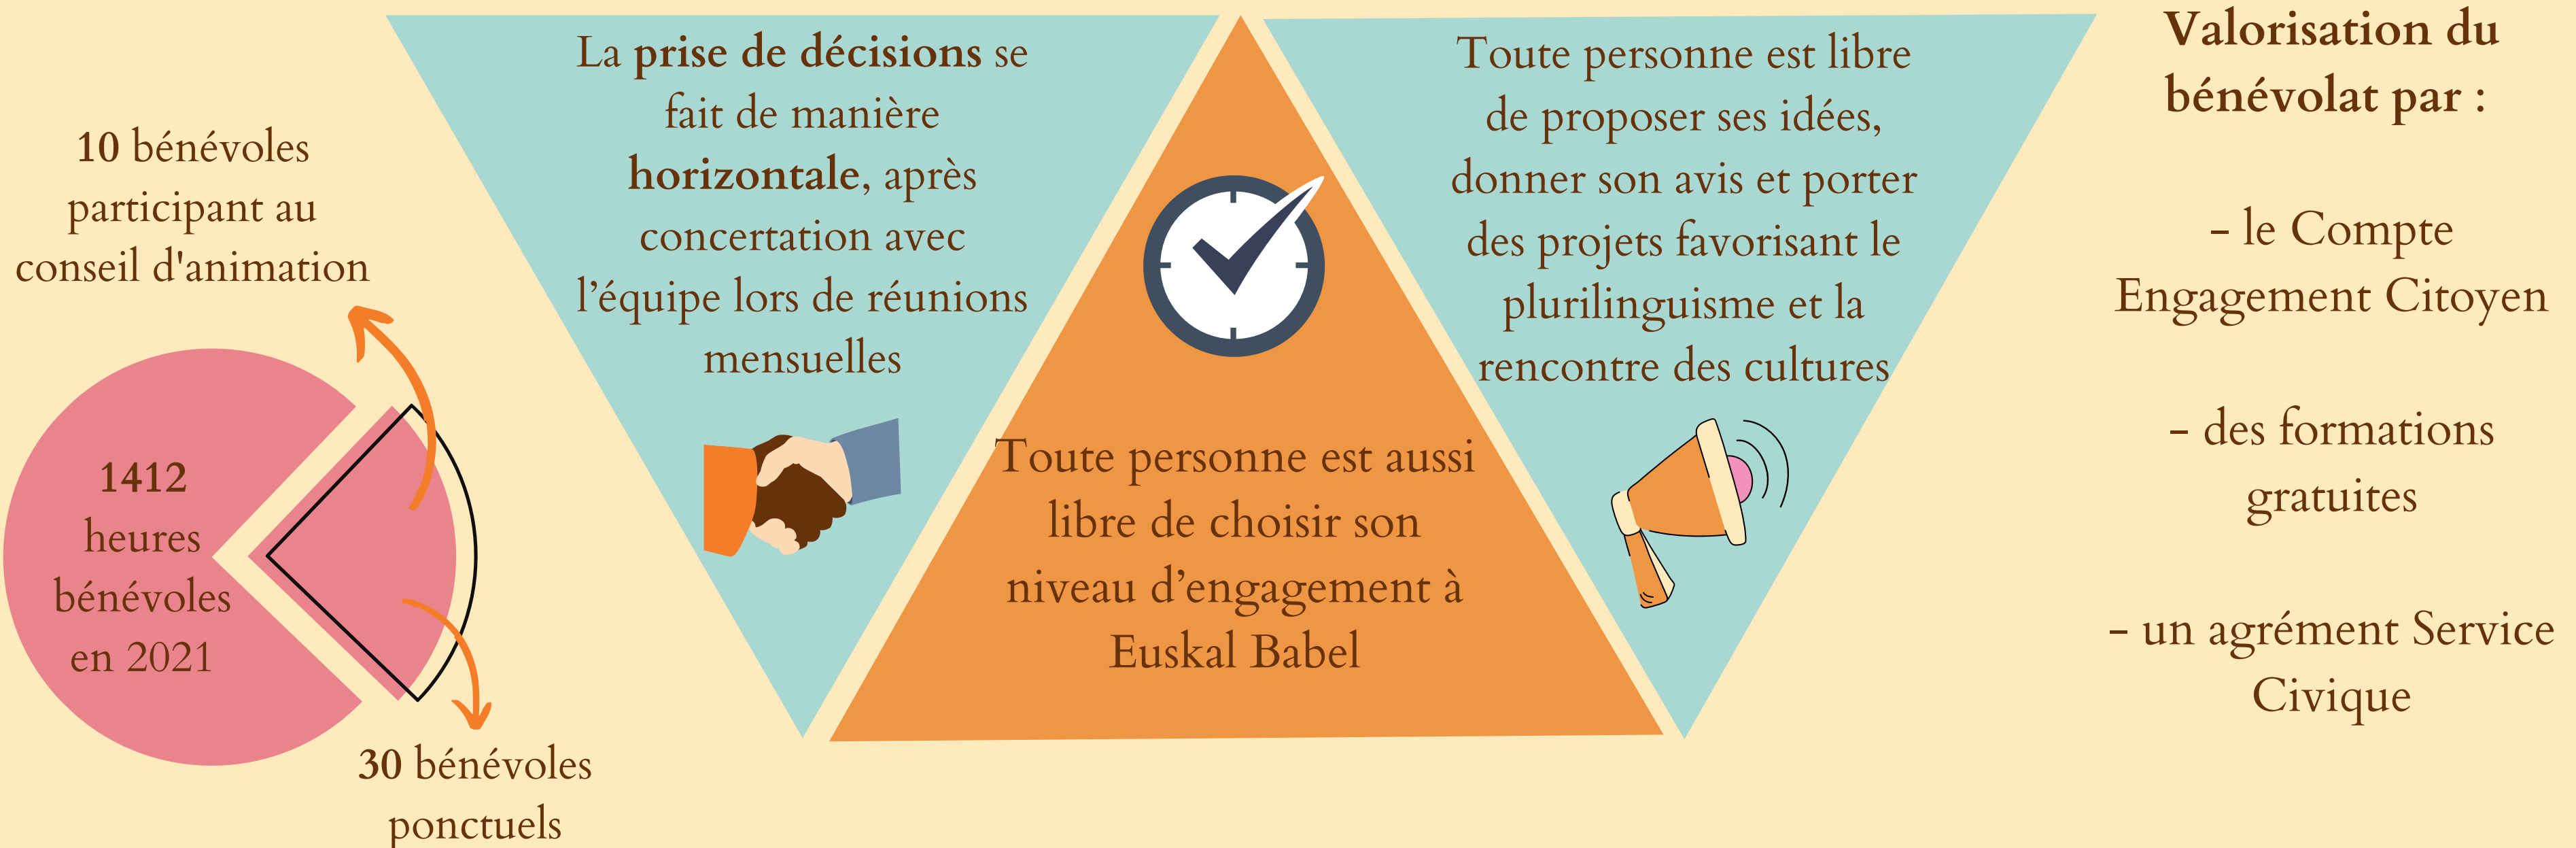 10 bénévoles
participant au
conseil d'animation
1412
heures
bénévoles
en 2021
30 bénévoles
ponctuels
La prise de décisions se
fait de manière
horizontale, après
concertation avec
l’équipe lors de réunions
mensuelles
Toute personne est aussi
libre de choisir son
niveau d’engagement à
Euskal Babel
Toute personne est libre
de proposer ses idées,
donner son avis et porter
des projets favorisant le
plurilinguisme et la
rencontre des cultures
Valorisation du
bénévolat par :
- le Compte
Engagement Citoyen
- des formations
gratuites
- un agrément Service
Civique